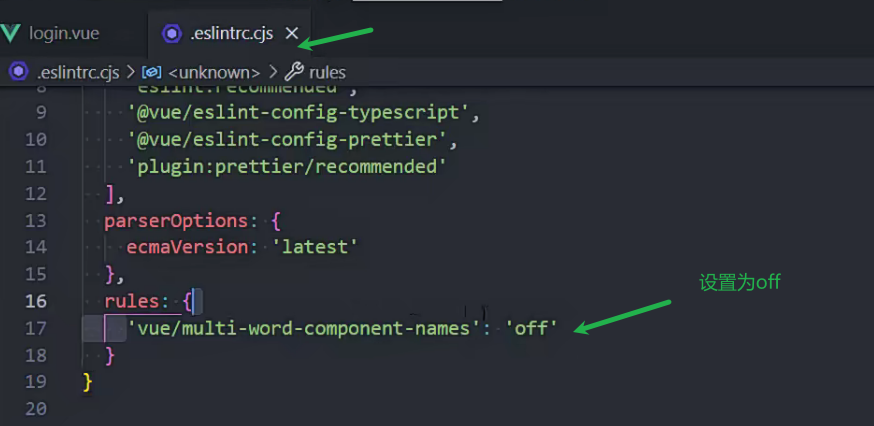 login.vue
.eslintrc.cjs
.eslintrc.cjs > <unknown> > rules
8 'eslint:recommended',
9 '@vue/eslint-config-typescript',
10 '@vue/eslint-config-prettier',
11 'plugin:prettier/recommended'
12 ],
13 parserOptions: {
14 ecmaVersion: 'latest'
15 },
16 rules: {
设置为off
17 'vue/multi-word-component-names': 'off'
18 }
19 }
20